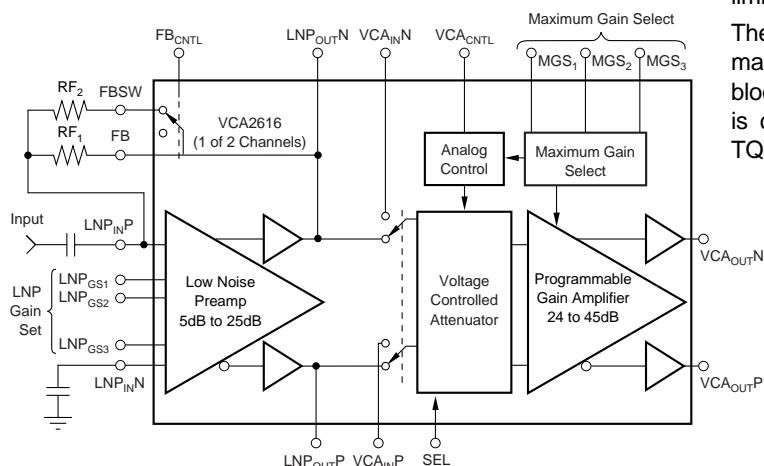 limi
Maximum Gain Select
The
FB_CNTL LNP_OUTN VCA_INN VCA_CNTL MGS_1 MGS_2 MGS_3
ma
bloc
is c
TQ
RF_2 FBSW
RF_1 FB
VCA2616
(1 of 2 Channels)
Analog
Control
Maximum Gain
Select
Input
LNP_INP
LNP
Gain
Set
LNP_GS1
LNP_GS2
LNP_GS3
LNP_INN
Low Noise
Preamp
5dB to 25dB
Voltage
Controlled
Attenuator
Programmable
Gain Amplifier
24 to 45dB
VCA_OUTN
VCA_OUTP
LNP_OUTP VCA_INP SEL